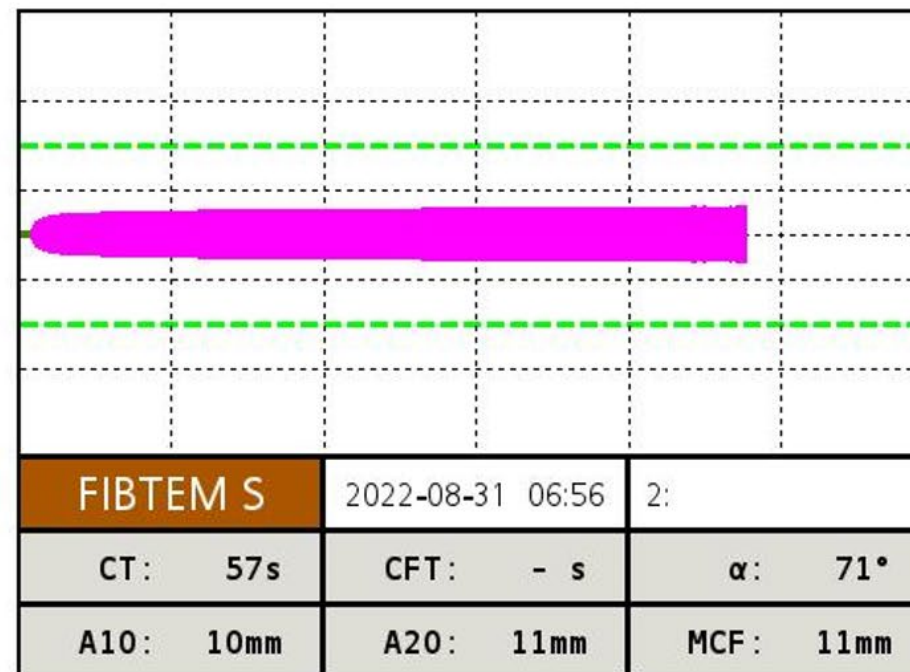 FIBTEM S 2022-08-31 06:56 2:
CT: 57s CFT: - s α: 71°
A10: 10mm A20: 11mm MCF: 11mm